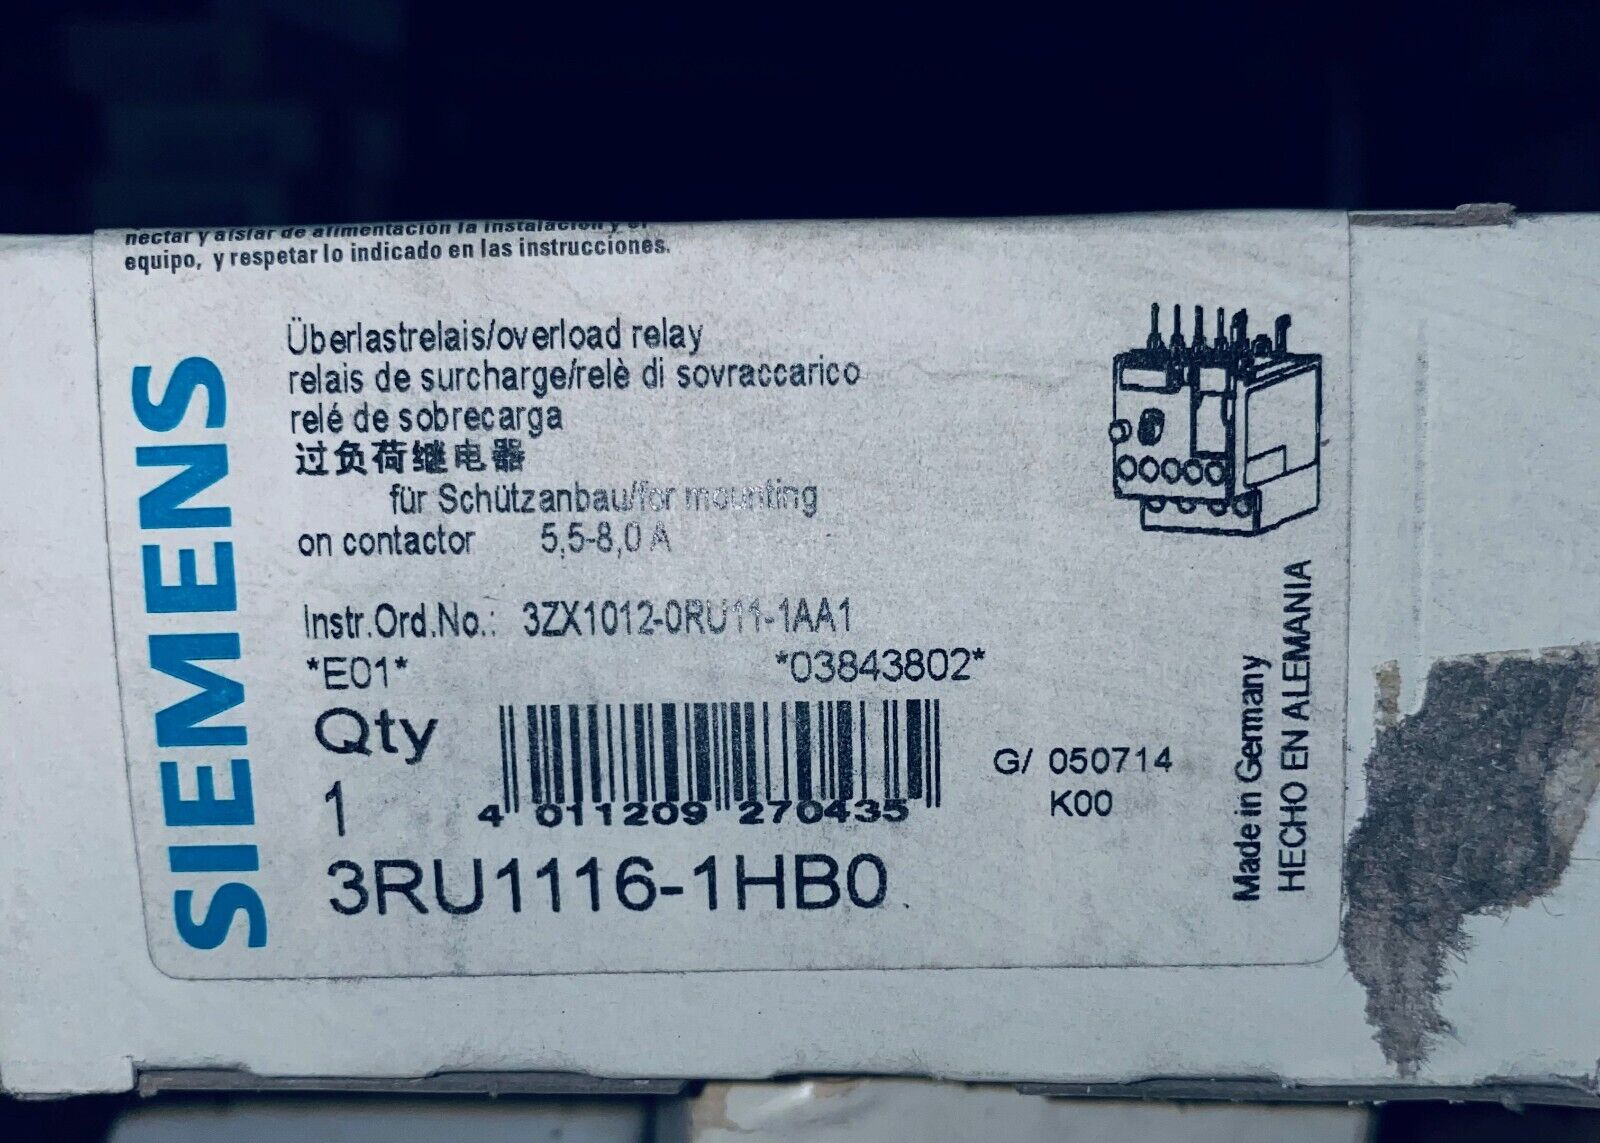 nectar y aislar de alimentación la instalación y el
equipo, y respetar lo indicado en las instrucciones.
SIEMENS
Überlastrelais/overload relay
relais de surcharge/relè di sovraccarico
relé de sobrecarga
过负荷继电器
für Schützanbau/for mounting
on contactor 5,5-8,0 A
Instr.Ord.No.: 3ZX1012-0RU11-1AA1
*E01* *03843802*
Qty
1
4 011209 270435
G/ 050714
K00
3RU1116-1HB0
Made in Germany
HECHO EN ALEMANIA